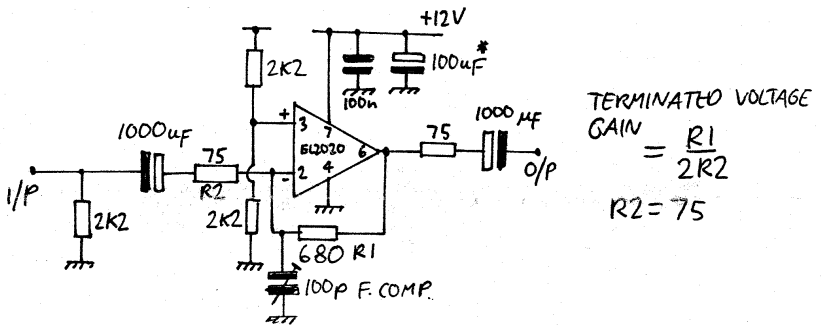 +12V
2K2
100uF*
100n
1000uF
75
R2
I/P
2K2
2K2
+
3
7
EL2020
6
2
-
4
680 R1
100p F. COMP.
75
1000 µF
O/P
TERMINATED VOLTAGE
GAIN = R1
2R2
R2 = 75